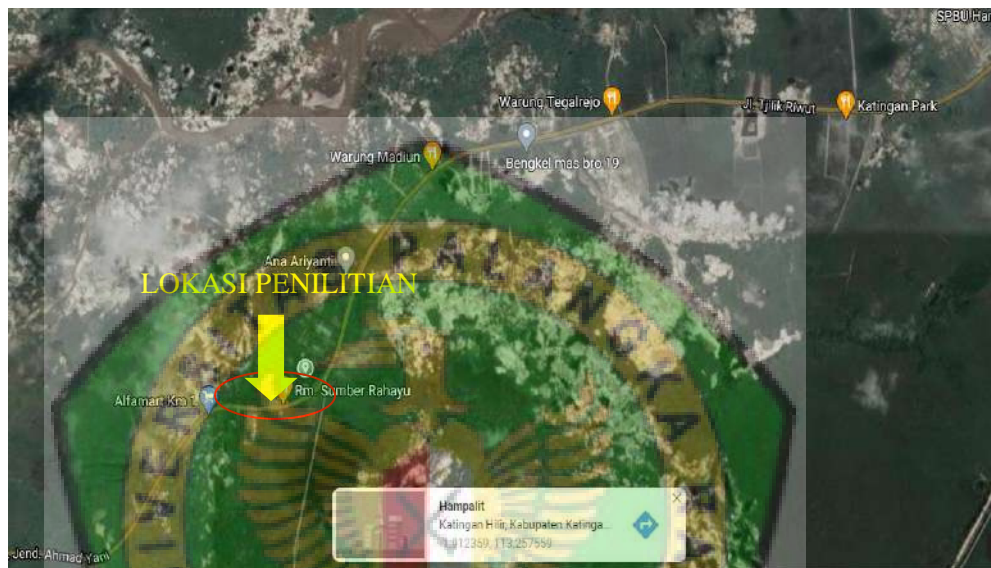 SPBU Har
Warung Tegalrejo
Jl. Tjilik Riwut
Katingan Park
Warung Madiun
Bengkel mas bro 19
Ana Ariyanti
PALANGKA
LOKASI PENILITIAN
Rm. Sumber Rahayu
Alfamart Km 1
Hampalit
Katingan Hilir, Kabupaten Katinga...
-1,912359, 113,257559
Jend. Ahmad Yani